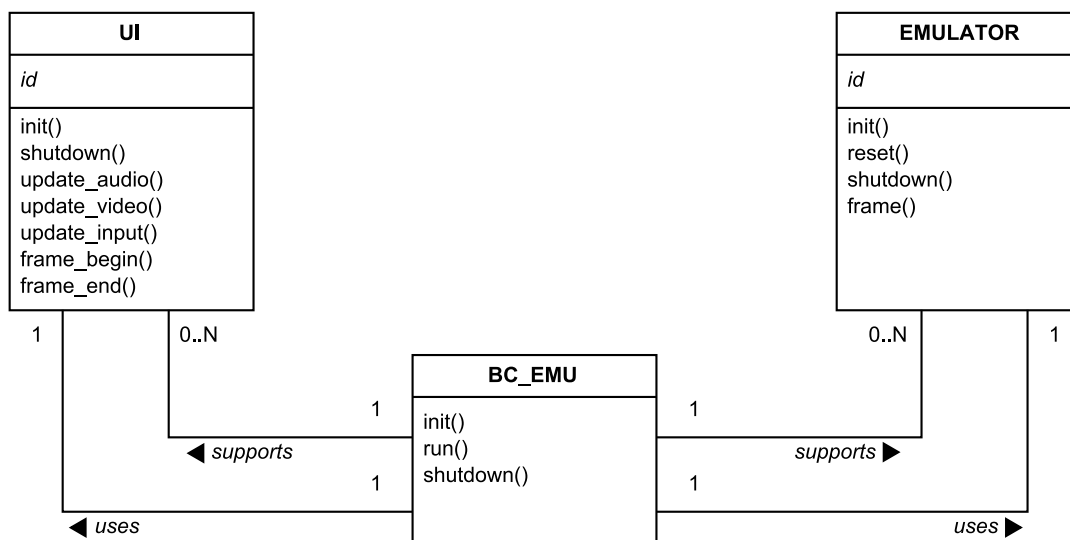 UI
id
init()
shutdown()
update_audio()
update_video()
update_input()
frame_begin()
frame_end()
EMULATOR
id
init()
reset()
shutdown()
frame()
1
0..N
0..N
1
BC_EMU
init()
run()
shutdown()
1
1
supports
supports
1
1
uses
uses